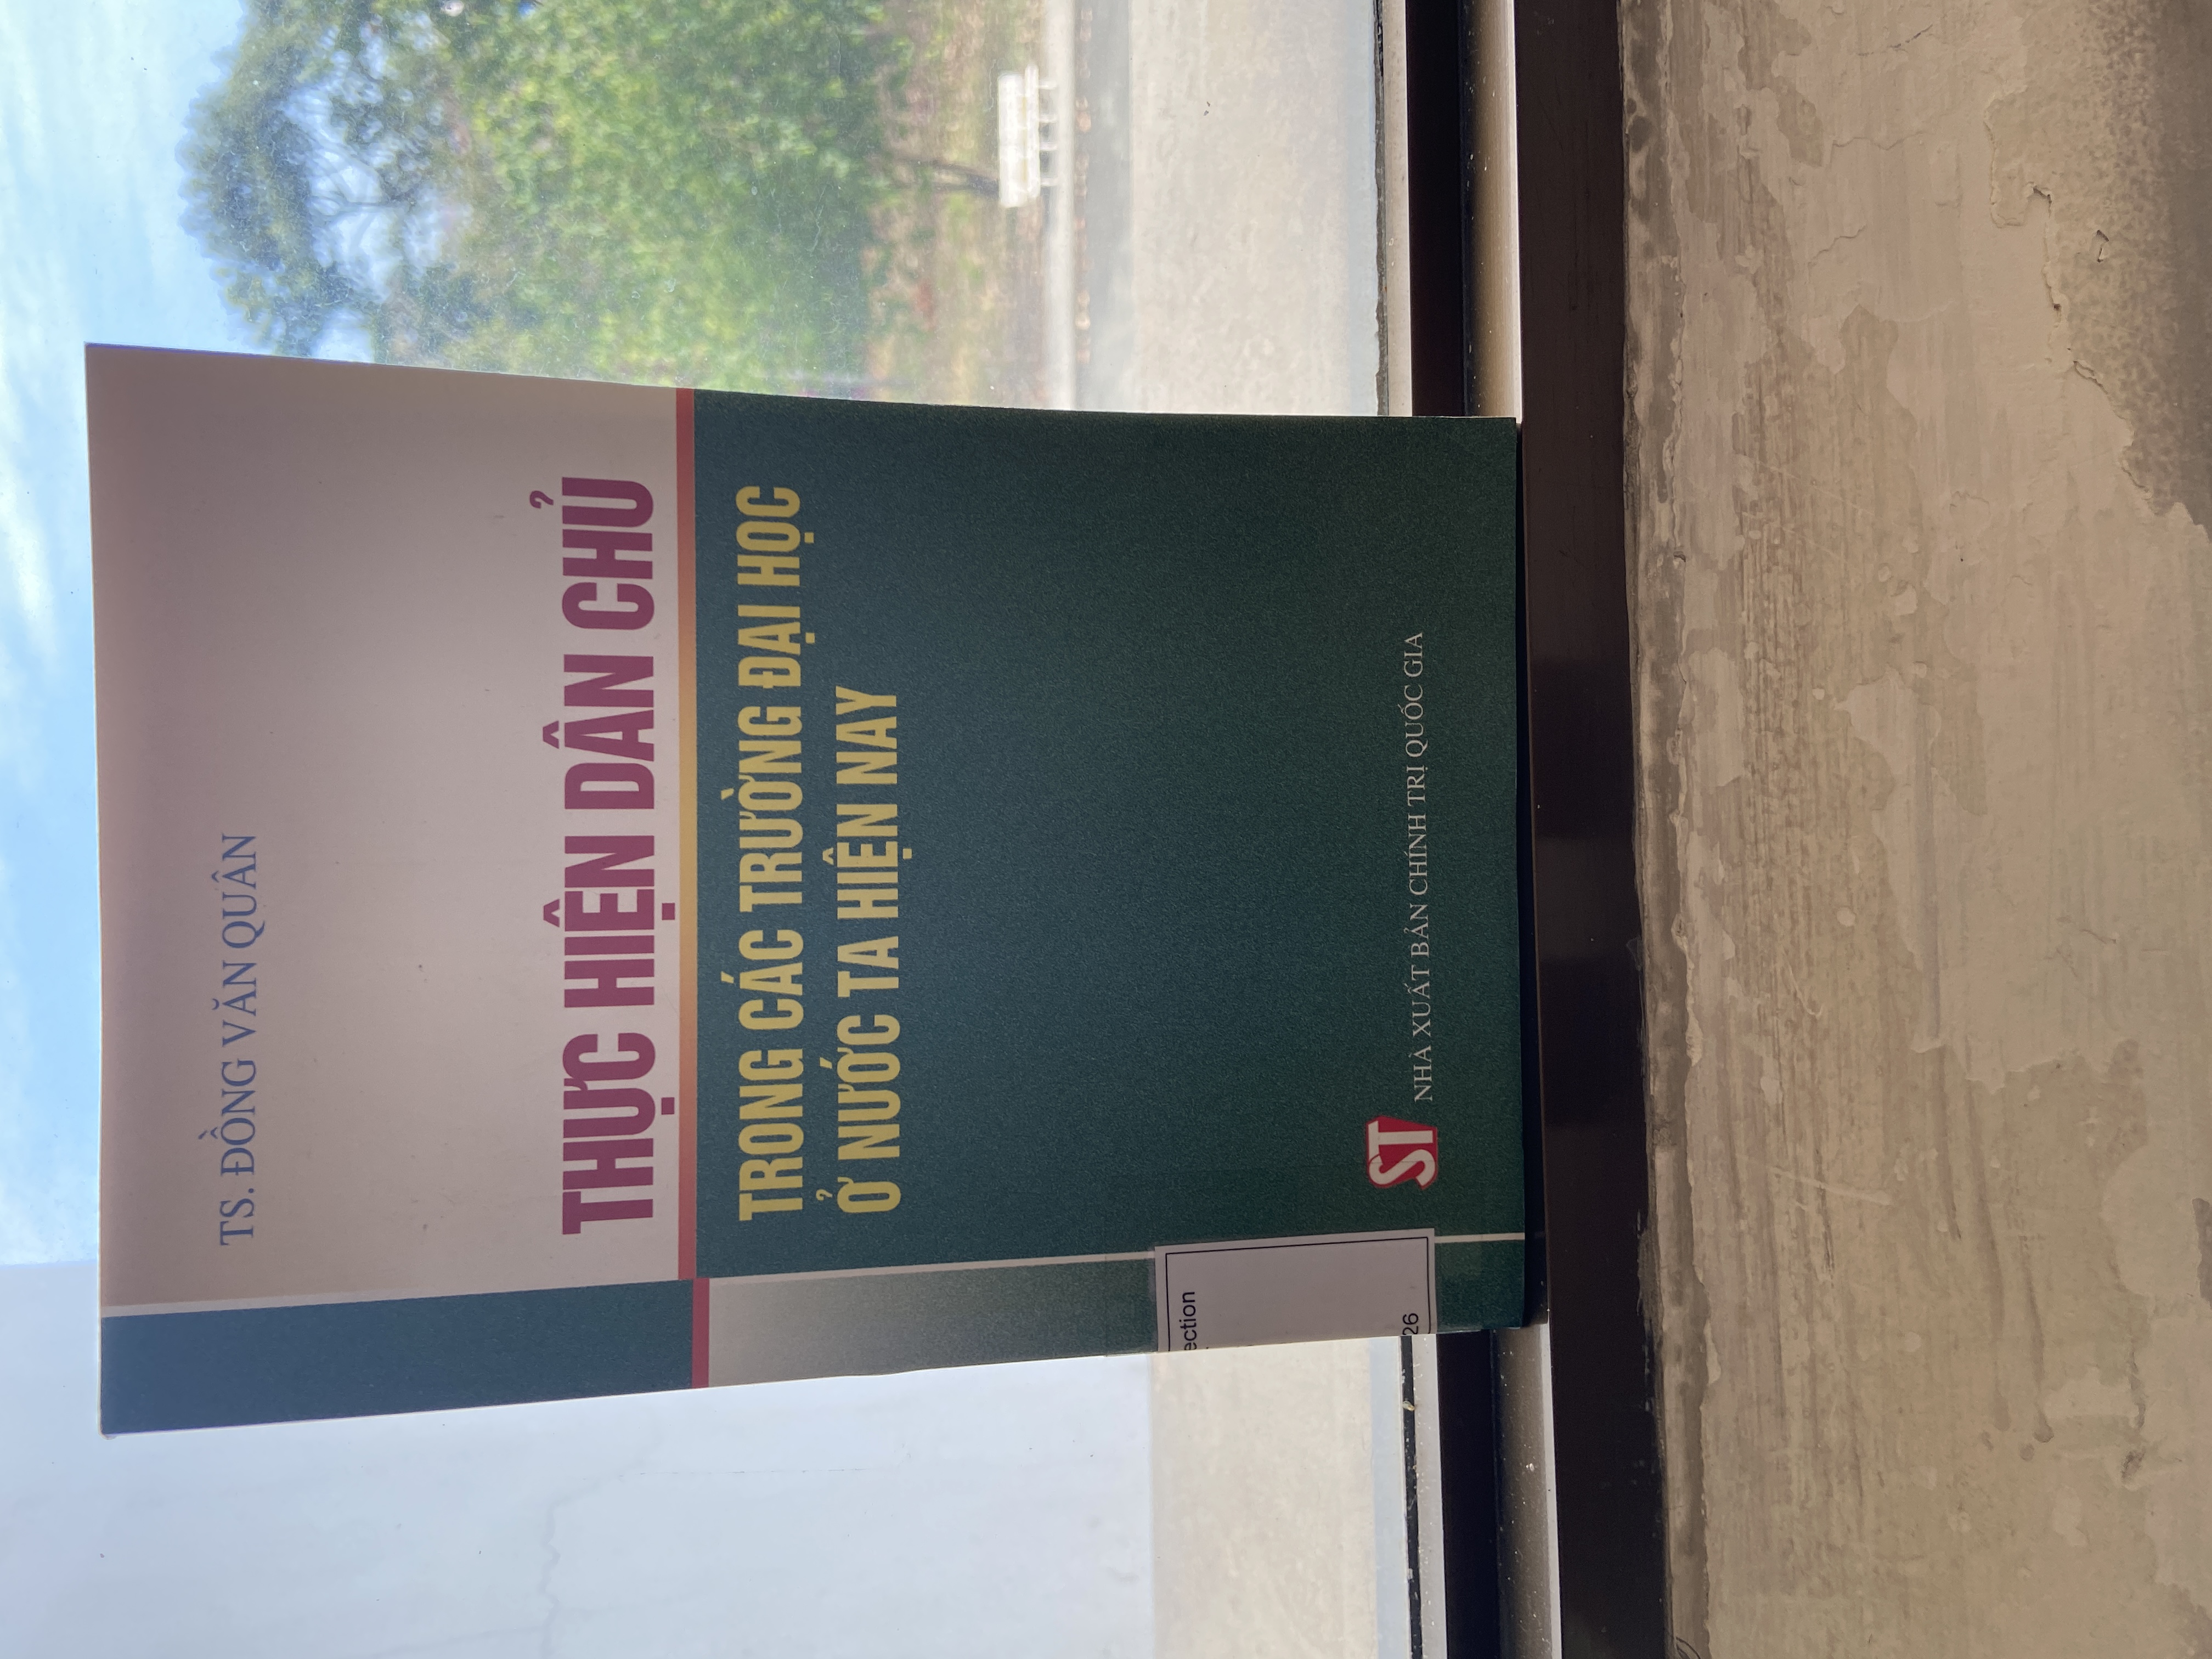 TS. ĐỒNG VĂN QUÂN
THỰC HIỆN DÂN CHỦ
TRONG CÁC TRƯỜNG ĐẠI HỌC
Ở NƯỚC TA HIỆN NAY
ection
26
ST NHÀ XUẤT BẢN CHÍNH TRỊ QUỐC GIA